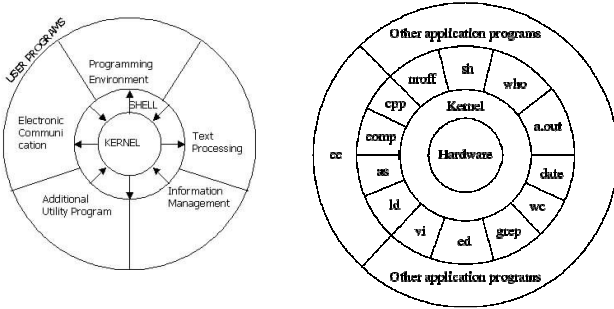 USER PROGRAMS
Programming
Environment
SHELL
Electronic
Communi
cation
KERNEL
Text
Processing
Additional
Utility Program
Information
Management
Other application programs
nroff
sh
who
cpp
Kernel
a.out
comp
cc
Hardware
as
date
ld
wc
vi
ed
grep
Other application programs